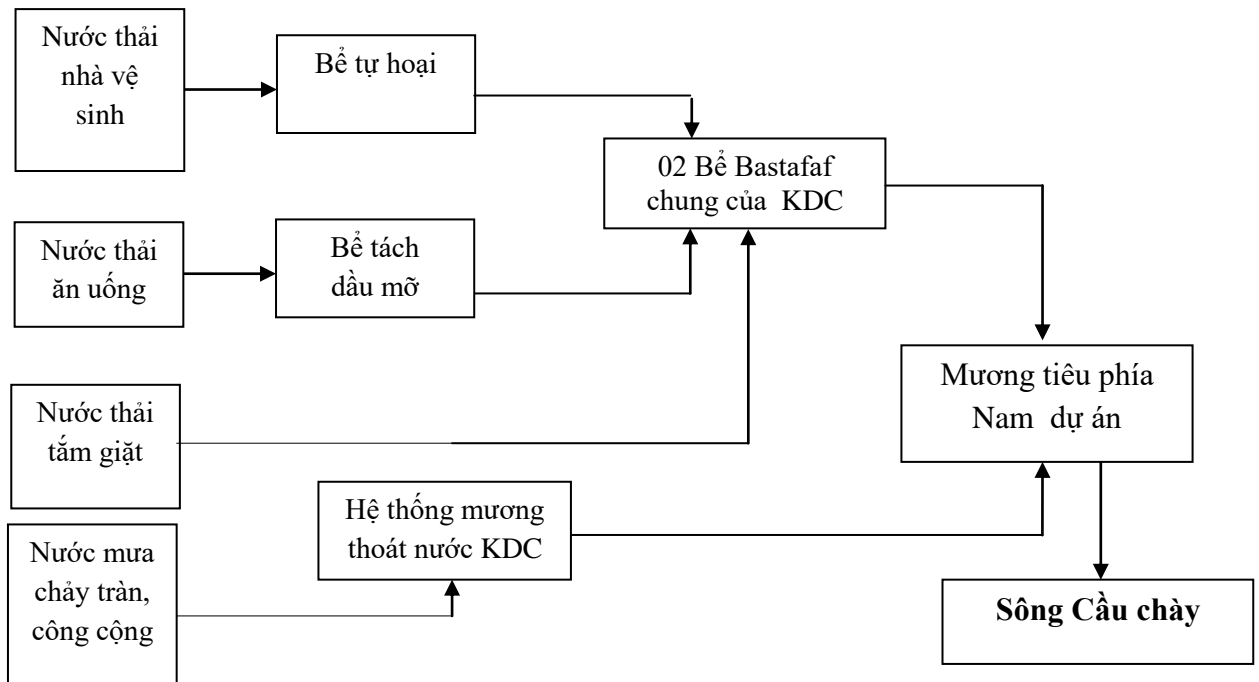 Nước thải
nhà vệ
sinh
Bể tự hoại
02 Bể Bastafaf
chung của KDC
Nước thải
ăn uống
Bể tách
dầu mỡ
Mương tiêu phía
Nam dự án
Nước thải
tắm giặt
Hệ thống mương
thoát nước KDC
Nước mưa
chảy tràn,
công cộng
Sông Cầu chày